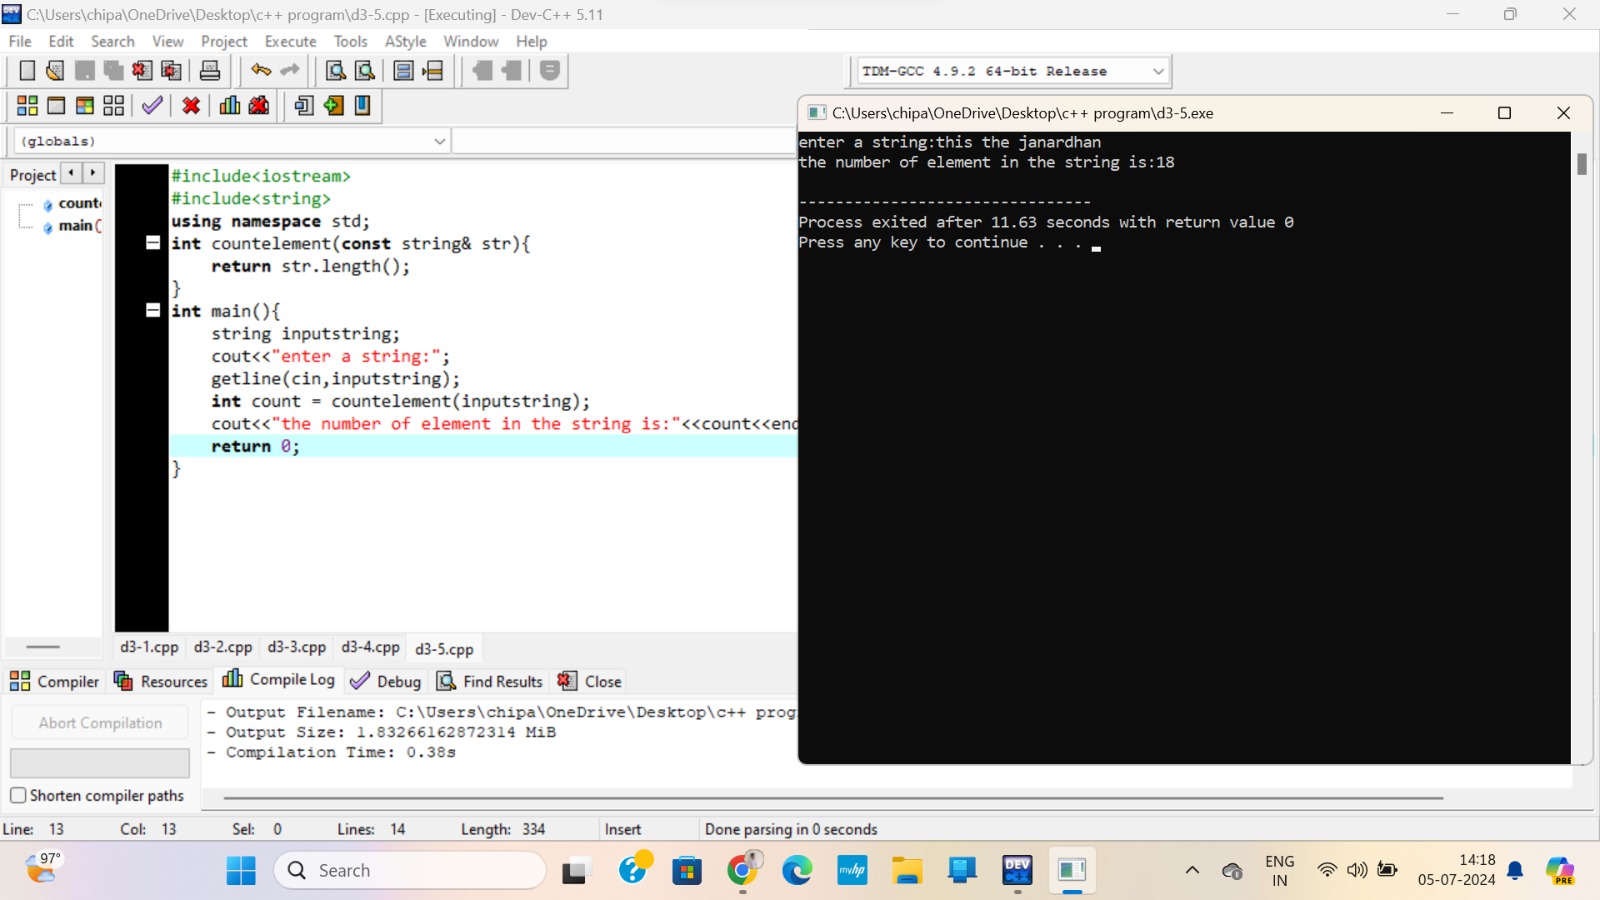 C:\Users\chipa\OneDrive\Desktop\c++ program\d3-5.cpp - [Executing] - Dev-C++ 5.11
File Edit Search View Project Execute Tools AStyle Window Help
TDM-GCC 4.9.2 64-bit Release
(globals)
Project
count
main(
#include<iostream>
#include<string>
using namespace std;
int countelement(const string& str){
return str.length();
}
int main(){
string inputstring;
cout<<"enter a string:";
getline(cin,inputstring);
int count = countelement(inputstring);
cout<<"the number of element in the string is:"<<count<<end
return 0;
}
C:\Users\chipa\OneDrive\Desktop\c++ program\d3-5.exe
enter a string:this the janardhan
the number of element in the string is:18
--------------------------------
Process exited after 11.63 seconds with return value 0
Press any key to continue . . .
d3-1.cpp d3-2.cpp d3-3.cpp d3-4.cpp d3-5.cpp
Compiler Resources Compile Log Debug Find Results Close
Abort Compilation
Shorten compiler paths
- Output Filename: C:\Users\chipa\OneDrive\Desktop\c++ prog
- Output Size: 1.83266162872314 MiB
- Compilation Time: 0.38s
Line: 13 Col: 13 Sel: 0 Lines: 14 Length: 334 Insert Done parsing in 0 seconds
97°
Search
myhp
DEV
ENG
IN
14:18
05-07-2024
PRE